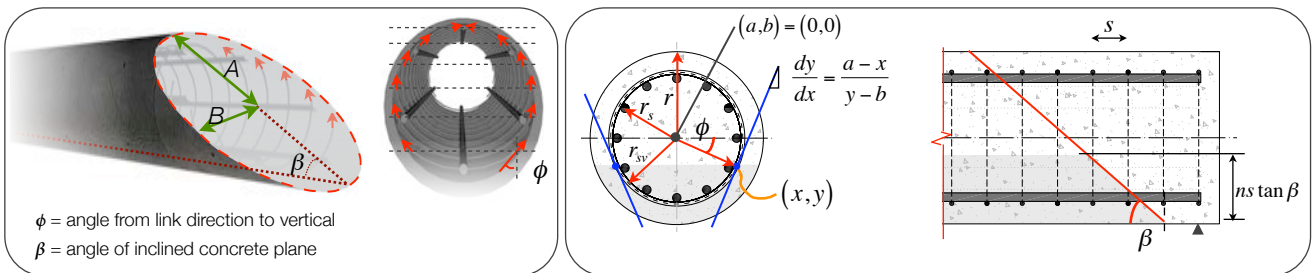 A
B
β
ϕ
ϕ = angle from link direction to vertical
β = angle of inclined concrete plane
(a,b) = (0,0)
dy/dx = (a − x)/(y − b)
r
r_s
r_sv
ϕ
(x, y)
s
ns tan β
β